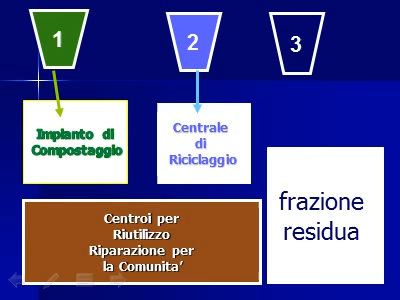 1
2
3
Impianto di
Compostaggio
Centrale
di
Riciclaggio
frazione
residua
Centroi per
Riutilizzo
Riparazione per
la Comunita'